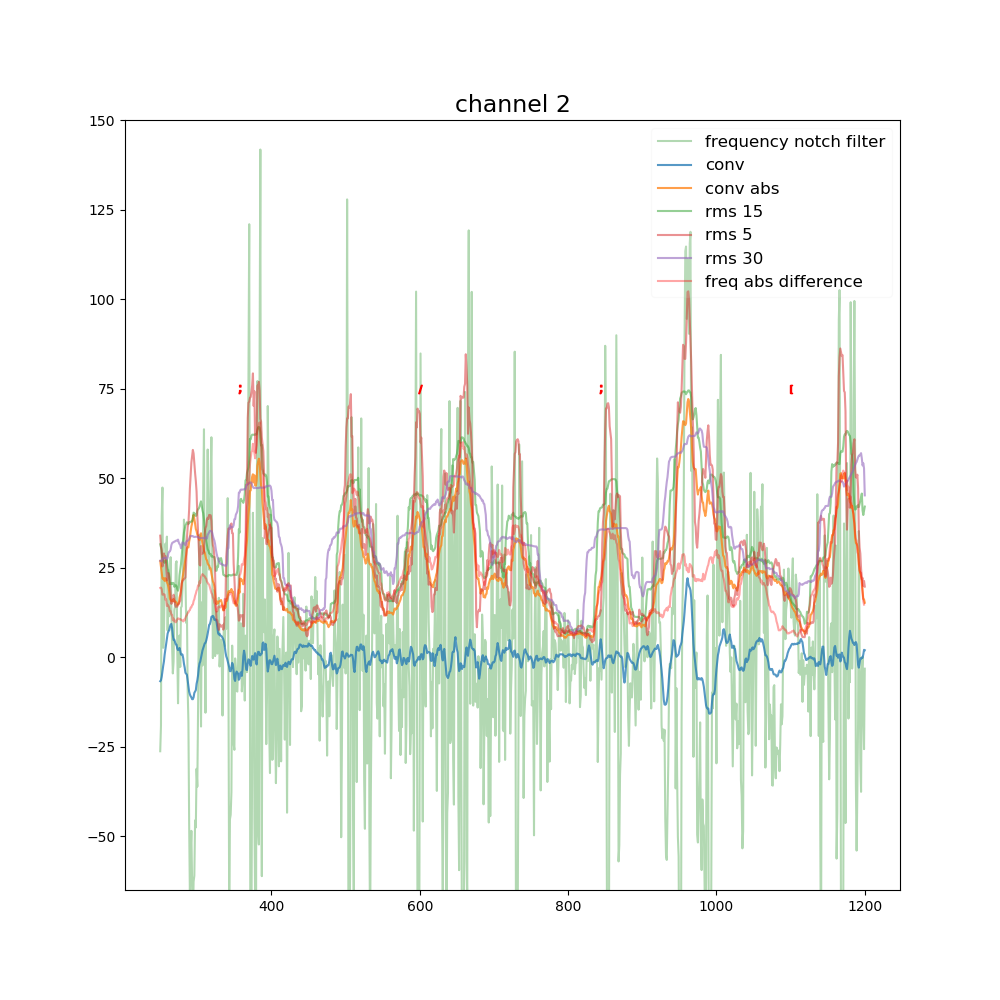 channel 2
150
125
100
75
50
25
0
−25
−50
frequency notch filter
conv
conv abs
rms 15
rms 5
rms 30
freq abs difference
; / ; [
400 600 800 1000 1200